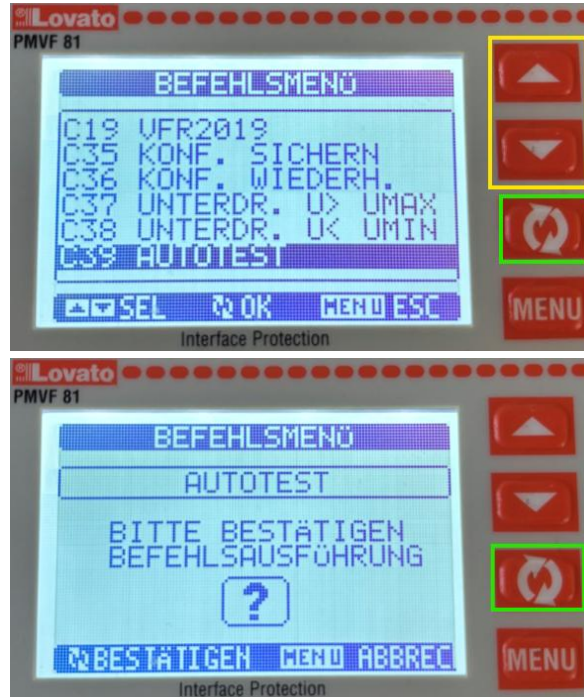 Lovato
PMVF 81
BEFEHLSMENÜ
C19 VFR2019
C35 KONF. SICHERN
C36 KONF. WIEDERH.
C37 UNTERDR. U> UMAX
C38 UNTERDR. U< UMIN
C39 AUTOTEST
▲▼ SEL OK MENU ESC
MENU
Interface Protection
Lovato
PMVF 81
BEFEHLSMENÜ
AUTOTEST
BITTE BESTÄTIGEN
BEFEHLSAUSFÜHRUNG
?
BESTÄTIGEN MENU ABBREC
MENU
Interface Protection